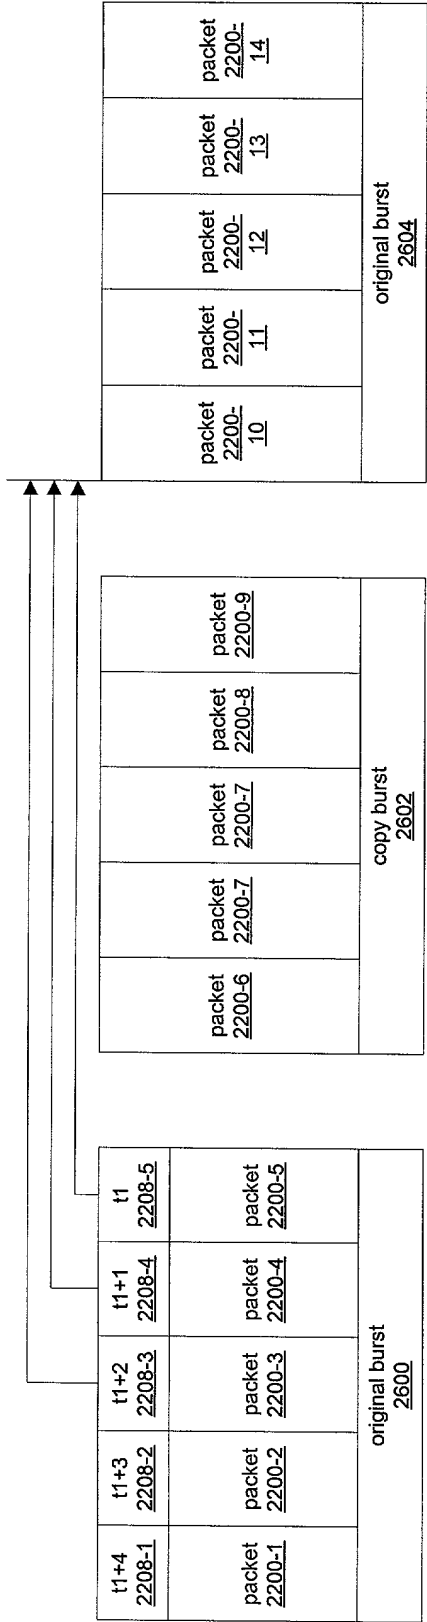 t1+4
2208-1
t1+3
2208-2
t1+2
2208-3
t1+1
2208-4
t1
2208-5
packet
2200-1
packet
2200-2
packet
2200-3
packet
2200-4
packet
2200-5
original burst
2600
packet
2200-6
packet
2200-7
packet
2200-7
packet
2200-8
packet
2200-9
copy burst
2602
packet
2200-
10
packet
2200-
11
packet
2200-
12
packet
2200-
13
packet
2200-
14
original burst
2604